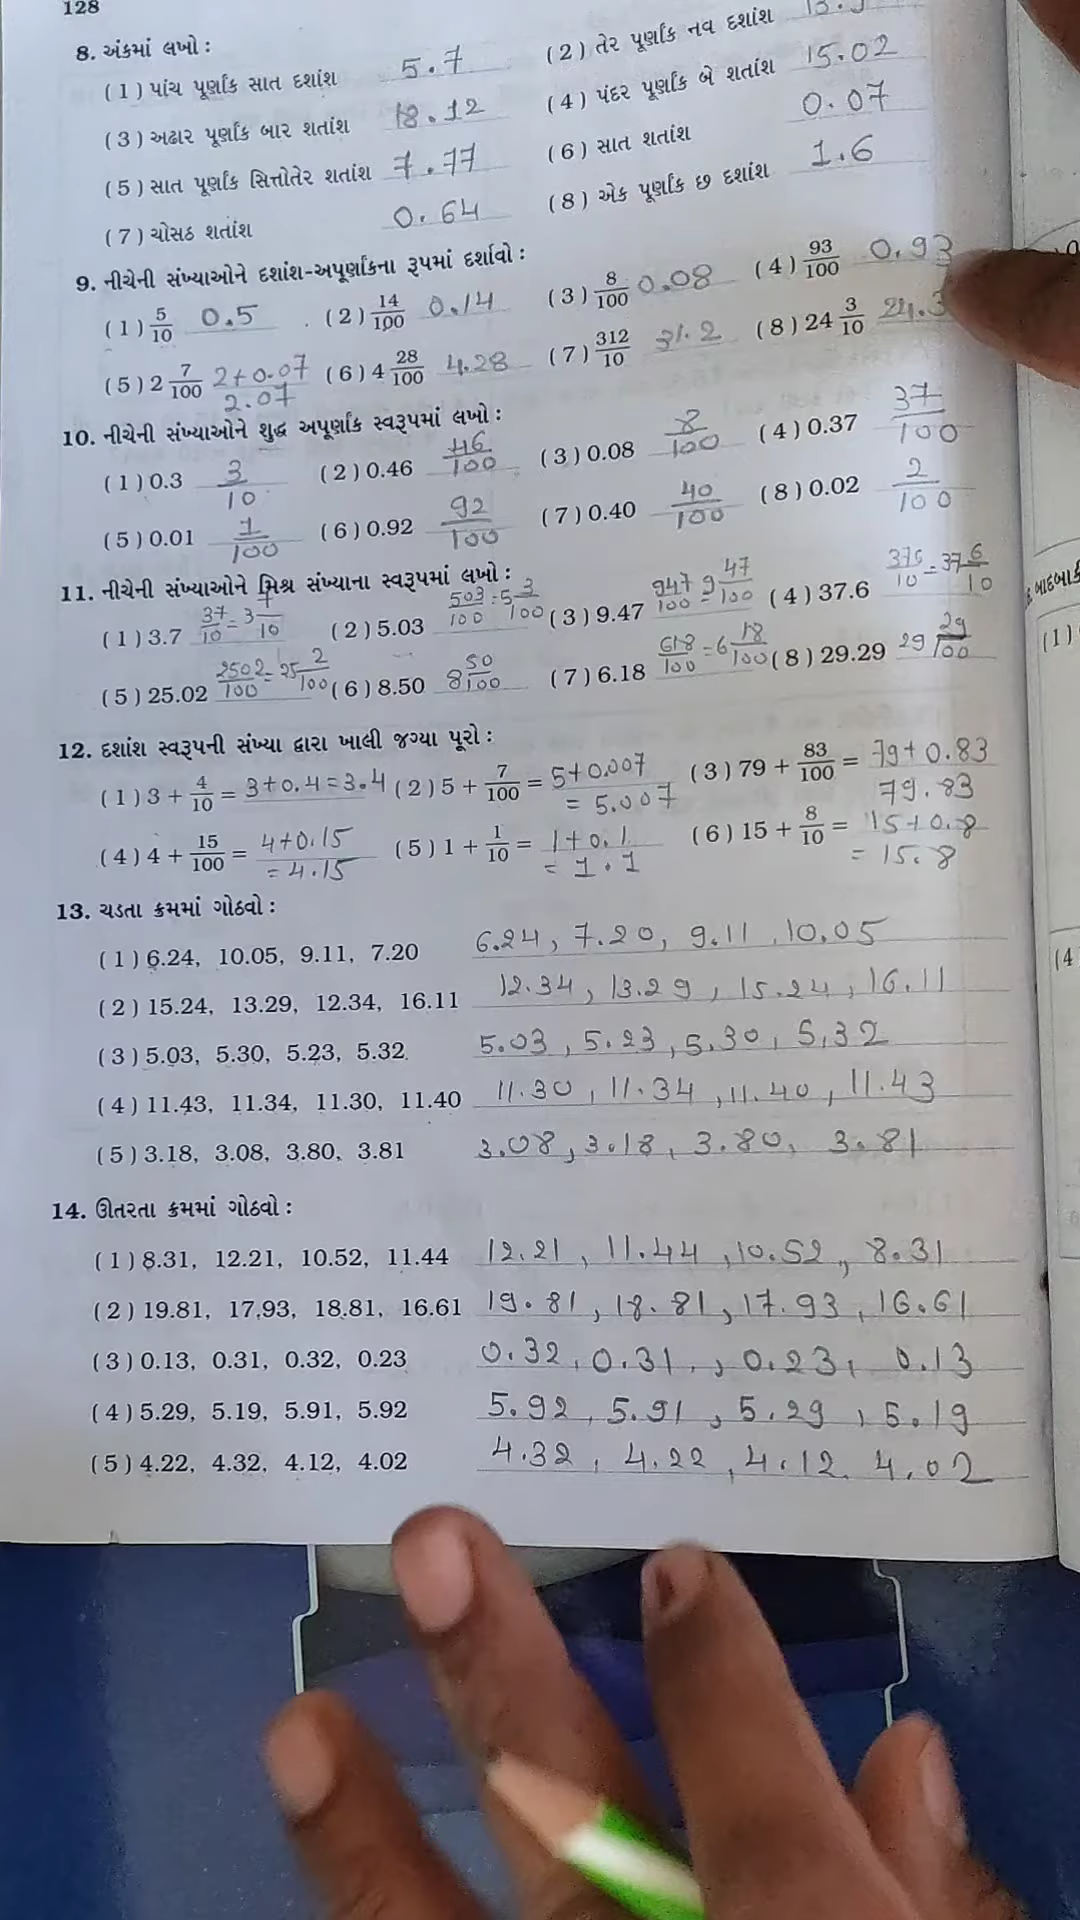 128
8. અંકમાં લખો :
(1) પાંચ પૂર્ણાંક સાત દશાંશ 5.7 (2) તેર પૂર્ણાંક નવ દશાંશ
(3) અઢાર પૂર્ણાંક બાર શતાંશ 18.12 (4) પંદર પૂર્ણાંક બે શતાંશ 15.02
(5) સાત પૂર્ણાંક સિત્તોતેર શતાંશ 7.77 (6) સાત શતાંશ 0.07
(7) ચોસઠ શતાંશ 0.64 (8) એક પૂર્ણાંક છ દશાંશ 1.6
9. નીચેની સંખ્યાઓને દશાંશ-અપૂર્ણાંકના રૂપમાં દર્શાવો :
(1) 5/10 0.5 (2) 14/100 0.14 (3) 8/100 0.08 (4) 93/100 0.93
(5) 2 7/100 2+0.07 2.07 (6) 4 28/100 4.28 (7) 312/10 31.2 (8) 24 3/10 24.3
10. નીચેની સંખ્યાઓને શુદ્ધ અપૂર્ણાંક સ્વરૂપમાં લખો :
(1) 0.3 3/10 (2) 0.46 46/100 (3) 0.08 8/100 (4) 0.37 37/100
(5) 0.01 1/100 (6) 0.92 92/100 (7) 0.40 40/100 (8) 0.02 2/100
11. નીચેની સંખ્યાઓને મિશ્ર સંખ્યાના સ્વરૂપમાં લખો :
(1) 3.7 37/10 = 3 7/10 (2) 5.03 503/100 = 5 3/100 (3) 9.47 947/100 = 9 47/100 (4) 37.6 376/10 = 37 6/10
(5) 25.02 2502/100 = 25 2/100 (6) 8.50 8 50/100 (7) 6.18 618/100 = 6 18/100 (8) 29.29 29 29/100
12. દશાંશ સ્વરૂપની સંખ્યા દ્વારા ખાલી જગ્યા પૂરો :
(1) 3 + 4/10 = 3+0.4 = 3.4 (2) 5 + 7/100 = 5+0.007 = 5.007 (3) 79 + 83/100 = 79+0.83 79.83
(4) 4 + 15/100 = 4+0.15 = 4.15 (5) 1 + 1/10 = 1+0.1 = 1.1 (6) 15 + 8/10 = 15+0.8 = 15.8
13. ચડતા ક્રમમાં ગોઠવો :
(1) 6.24, 10.05, 9.11, 7.20 6.24, 7.20, 9.11, 10.05
(2) 15.24, 13.29, 12.34, 16.11 12.34, 13.29, 15.24, 16.11
(3) 5.03, 5.30, 5.23, 5.32 5.03, 5.23, 5.30, 5.32
(4) 11.43, 11.34, 11.30, 11.40 11.30, 11.34, 11.40, 11.43
(5) 3.18, 3.08, 3.80, 3.81 3.08, 3.18, 3.80, 3.81
14. ઊતરતા ક્રમમાં ગોઠવો :
(1) 8.31, 12.21, 10.52, 11.44 12.21, 11.44, 10.52, 8.31
(2) 19.81, 17.93, 18.81, 16.61 19.81, 18.81, 17.93, 16.61
(3) 0.13, 0.31, 0.32, 0.23 0.32, 0.31, 0.23, 0.13
(4) 5.29, 5.19, 5.91, 5.92 5.92, 5.91, 5.29, 5.19
(5) 4.22, 4.32, 4.12, 4.02 4.32, 4.22, 4.12, 4.02
(1)
(4